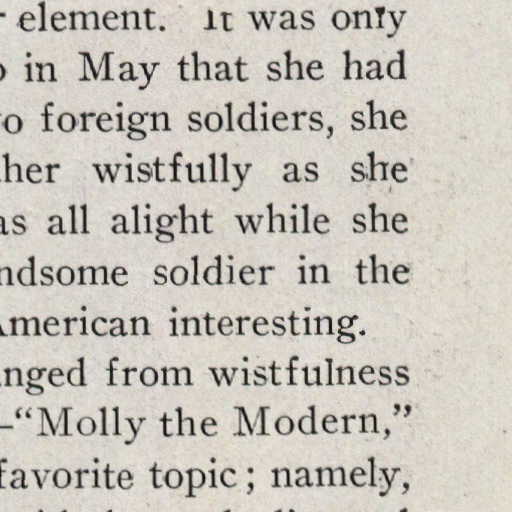 element. It was only
in May that she had
foreign soldiers, she
her wistfully as she
as all alight while she
ndsome soldier in the
American interesting.
nged from wistfulness
—“Molly the Modern,”
favorite topic; namely,